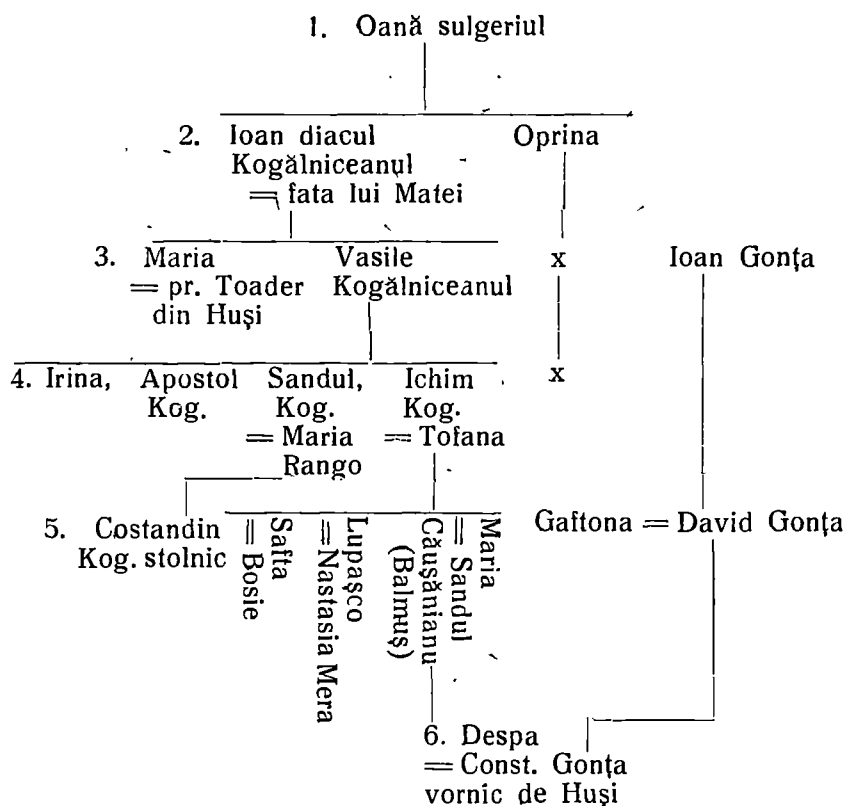 1. Oană sulgeriul
2. Ioan diacul
Kogălniceanul
= fata lui Matei
Oprina
3. Maria
= pr. Toader
din Huşi
Vasile
Kogălniceanul
x
Ioan Gonţa
4. Irina,
Apostol
Kog.
Sandul,
Kog.
= Maria
Rango
Ichim
Kog.
= Tofana
x
5. Costandin
Kog. stolnic
Safta
= Bosie
Lupaşco
= Nastasia Mera
Maria
= Sandul
Căuşănianu
(Balmuş)
Gaftona = David Gonţa
6. Despa
= Const. Gonţa
vornic de Huşi